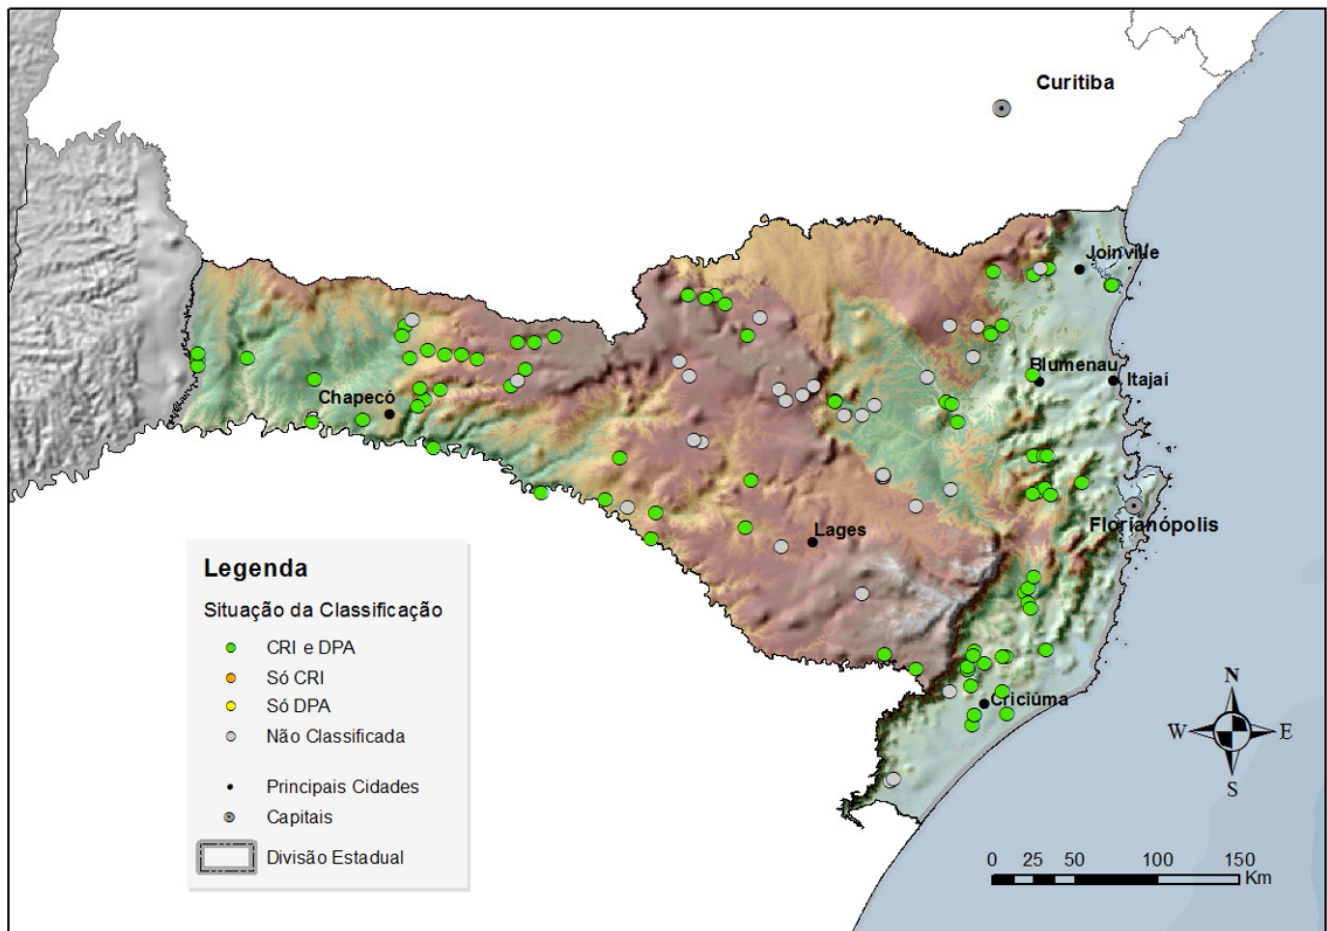 Curitiba
Joinville
Blumenau
Itajaí
Chapecó
Florianópolis
Lages
Criciúma
Legenda
Situação da Classificação
CRI e DPA
Só CRI
Só DPA
Não Classificada
Principais Cidades
Capitais
Divisão Estadual
N
W
E
S
0 25 50 100 150
Km